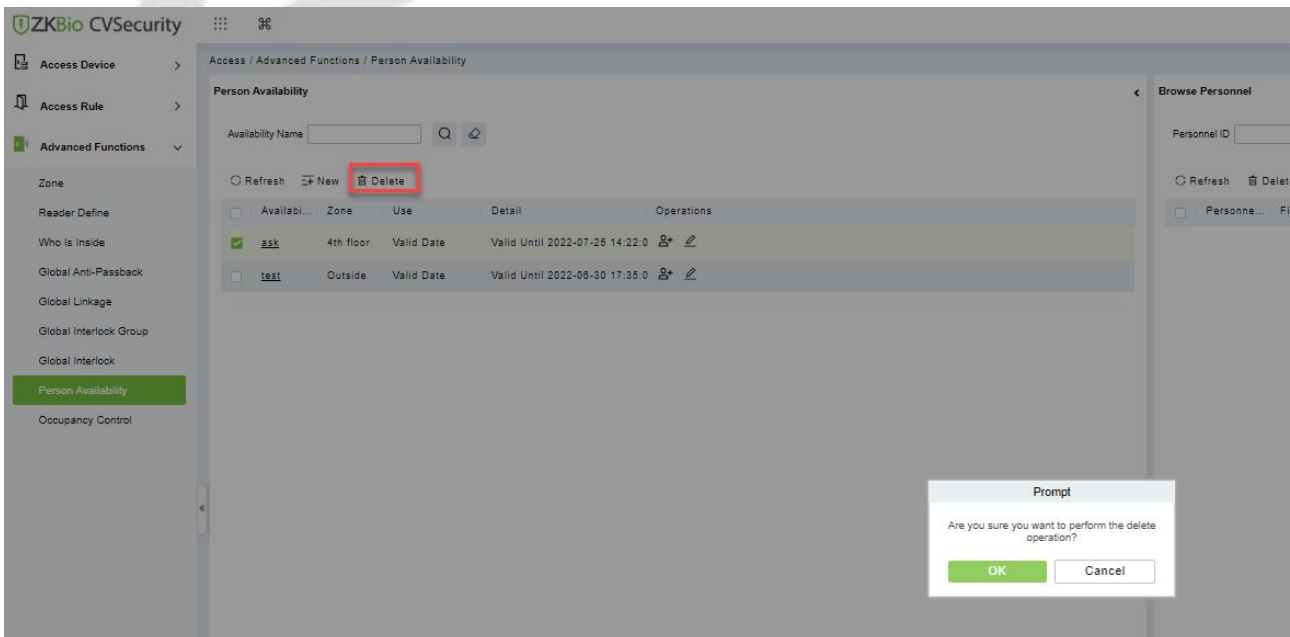 ZKBio CVSecurity
Access Device
Access Rule
Advanced Functions
Zone
Reader Define
Who Is Inside
Global Anti-Passback
Global Linkage
Global Interlock Group
Global Interlock
Person Availability
Occupancy Control
Access / Advanced Functions / Person Availability
Person Availability
Availability Name
Refresh New Delete
Availabi... Zone Use Detail Operations
ask 4th floor Valid Date Valid Until 2022-07-25 14:22:0
test Outside Valid Date Valid Until 2022-06-30 17:35:0
Browse Personnel
Personnel ID
Refresh Delet
Personne... Fi
Prompt
Are you sure you want to perform the delete
operation?
OK Cancel